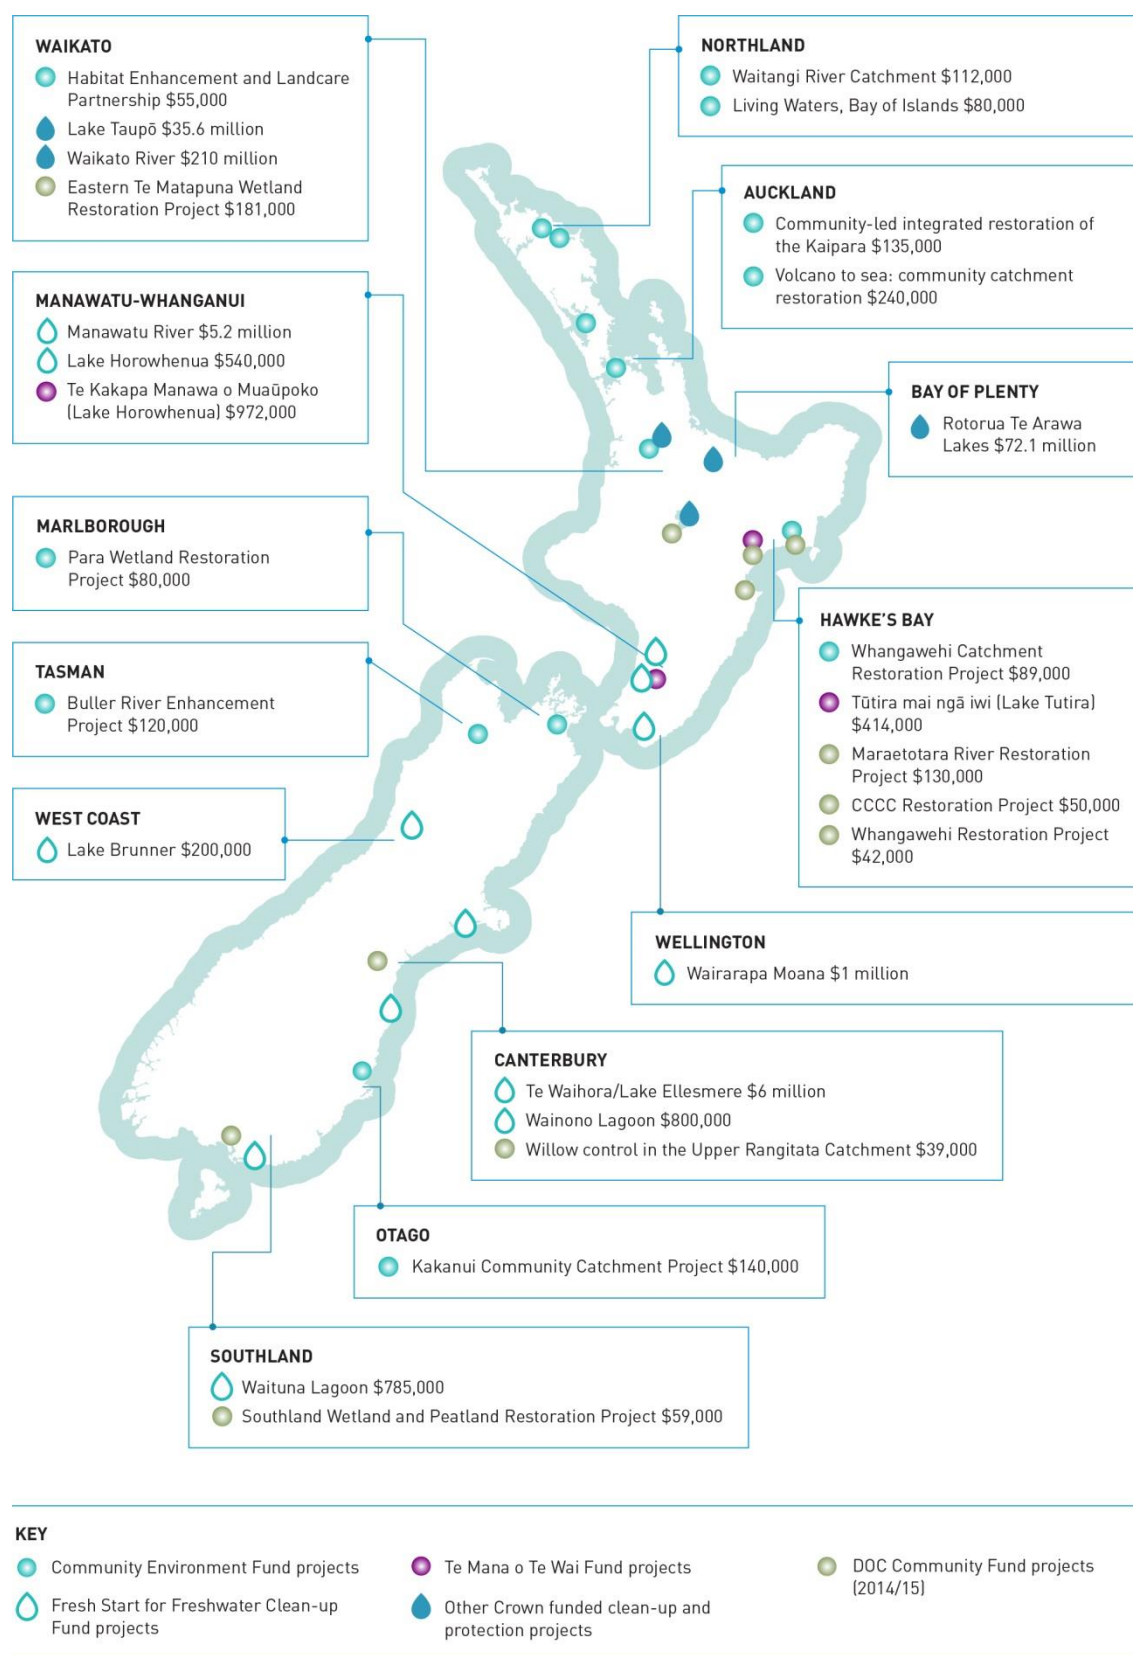 WAIKATO
Habitat Enhancement and Landcare
Partnership $55,000
Lake Taupō $35.6 million
Waikato River $210 million
Eastern Te Matapuna Wetland
Restoration Project $181,000
NORTHLAND
Waitangi River Catchment $112,000
Living Waters, Bay of Islands $80,000
AUCKLAND
Community-led integrated restoration of
the Kaipara $135,000
Volcano to sea: community catchment
restoration $240,000
MANAWATU-WHANGANUI
Manawatu River $5.2 million
Lake Horowhenua $540,000
Te Kakapa Manawa o Muaūpoko
(Lake Horowhenua) $972,000
BAY OF PLENTY
Rotorua Te Arawa
Lakes $72.1 million
MARLBOROUGH
Para Wetland Restoration
Project $80,000
HAWKE'S BAY
Whangawehi Catchment
Restoration Project $89,000
Tūtira mai ngā iwi (Lake Tutira)
$414,000
Maraetotara River Restoration
Project $130,000
CCCC Restoration Project $50,000
Whangawehi Restoration Project
$42,000
TASMAN
Buller River Enhancement
Project $120,000
WEST COAST
Lake Brunner $200,000
WELLINGTON
Wairarapa Moana $1 million
CANTERBURY
Te Waihora/Lake Ellesmere $6 million
Wainono Lagoon $800,000
Willow control in the Upper Rangitata Catchment $39,000
OTAGO
Kakanui Community Catchment Project $140,000
SOUTHLAND
Waituna Lagoon $785,000
Southland Wetland and Peatland Restoration Project $59,000
KEY
Community Environment Fund projects
Fresh Start for Freshwater Clean-up
Fund projects
Te Mana o Te Wai Fund projects
Other Crown funded clean-up and
protection projects
DOC Community Fund projects
(2014/15)